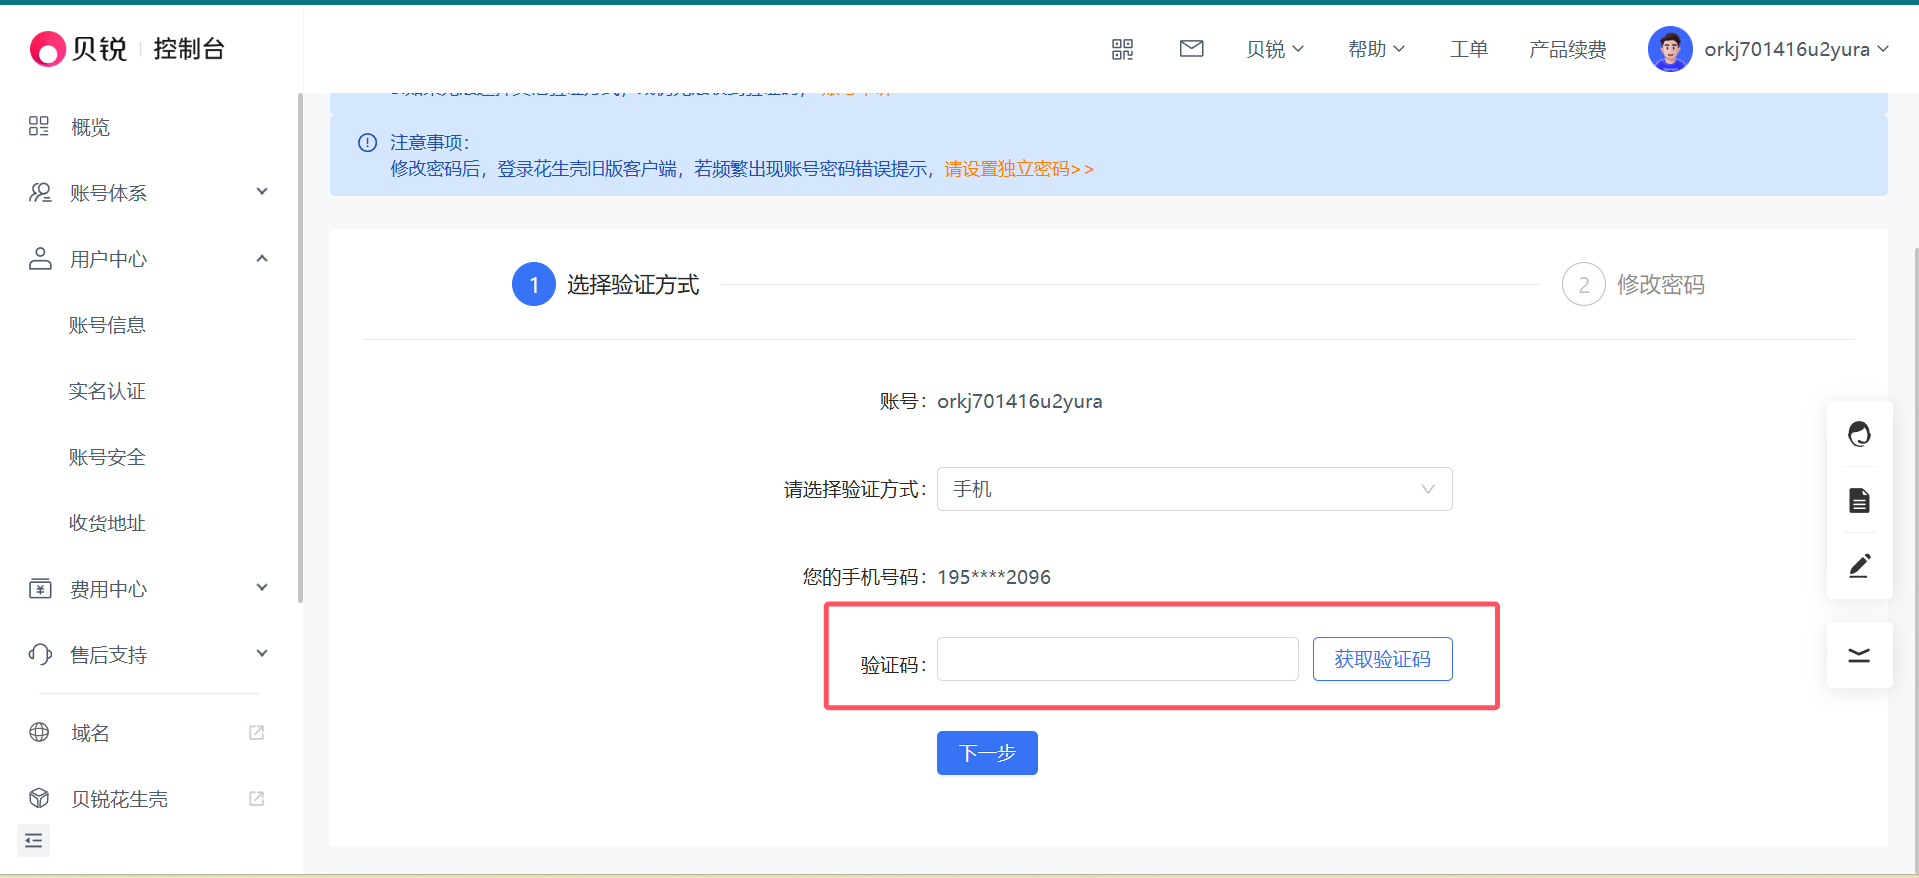 贝锐 控制台
贝锐 帮助 工单 产品续费 orkj701416u2yura
概览
账号体系
用户中心
账号信息
实名认证
账号安全
收货地址
费用中心
售后支持
域名
贝锐花生壳
注意事项：
修改密码后，登录花生壳旧版客户端，若频繁出现账号密码错误提示，请设置独立密码>>
1 选择验证方式
2 修改密码
账号：orkj701416u2yura
请选择验证方式：手机
您的手机号码：195****2096
验证码： 获取验证码
下一步